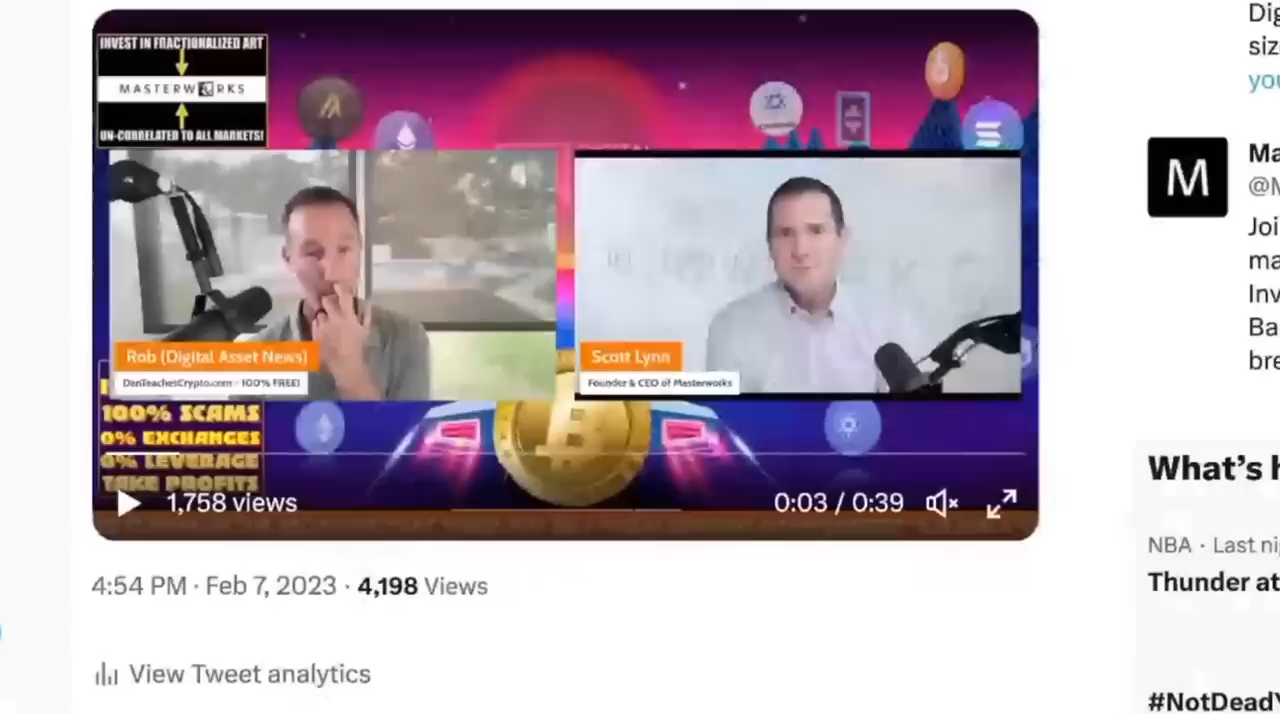 INVEST IN FRACTIONALIZED ART
MASTERWORKS
UN-CORRELATED TO ALL MARKETS!
Rob (Digital Asset News)
DanTeachesCrypto.com - 100% FREE!
Scott Lynn
Founder & CEO of Masterworks
100% SCAMS
0% EXCHANGES
0% LEVERAGE
TAKE PROFITS
1,758 views
0:03 / 0:39
4:54 PM · Feb 7, 2023 · 4,198 Views
View Tweet analytics
Dig
siz
you
M
Ma
@M
Joi
ma
Inv
Ba
bre
What's h
NBA · Last ni
Thunder at
#NotDeadY